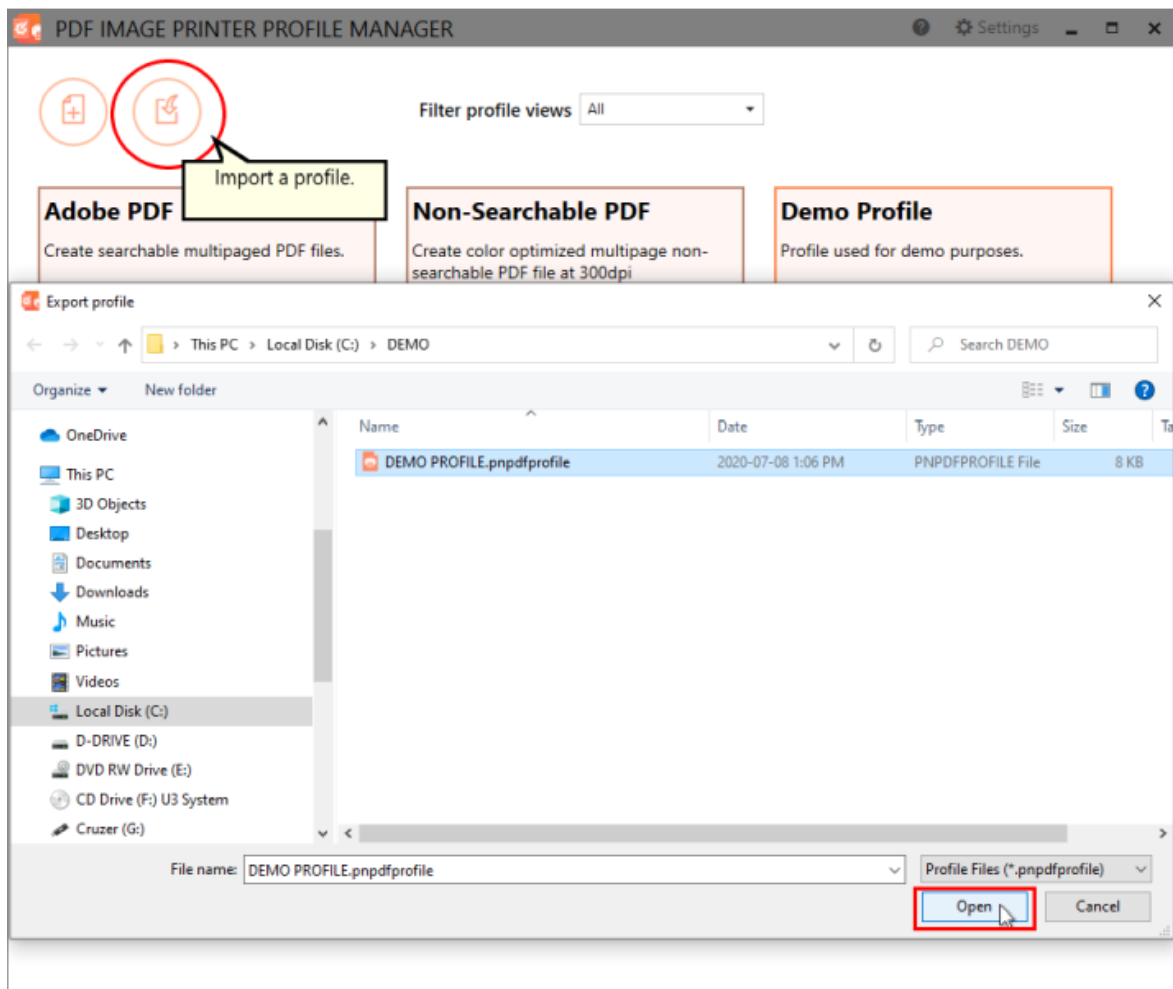 PDF IMAGE PRINTER PROFILE MANAGER
Settings
Filter profile views All
Import a profile.
Adobe PDF
Create searchable multipaged PDF files.
Non-Searchable PDF
Create color optimized multipage non-
searchable PDF file at 300dpi
Demo Profile
Profile used for demo purposes.
Export profile
This PC > Local Disk (C:) > DEMO
Search DEMO
Organize New folder
Name Date Type Size
DEMO PROFILE.pnpdfprofile 2020-07-08 1:06 PM PNPDFPROFILE File 8 KB
OneDrive
This PC
3D Objects
Desktop
Documents
Downloads
Music
Pictures
Videos
Local Disk (C:)
D-DRIVE (D:)
DVD RW Drive (E:)
CD Drive (F:) U3 System
Cruzer (G:)
File name: DEMO PROFILE.pnpdfprofile
Profile Files (*.pnpdfprofile)
Open Cancel